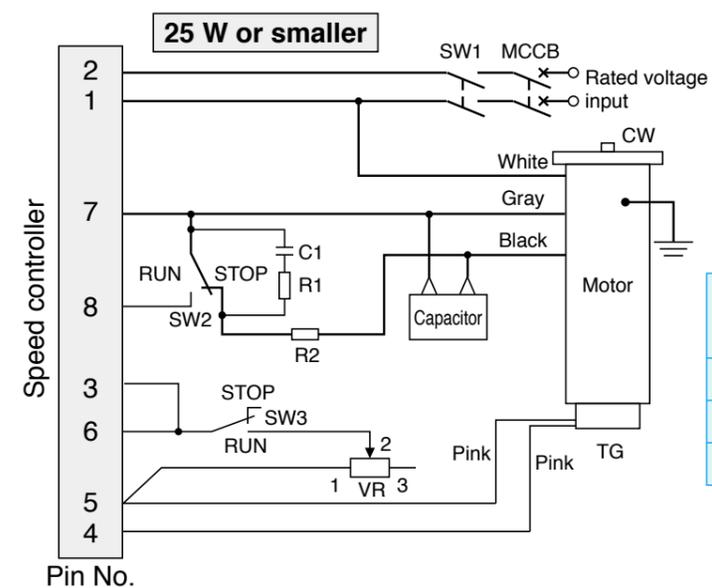 25 W or smaller
SW1 MCCB
2
Rated voltage
1
input
CW
White
7
Gray
Black
C1
RUN STOP
R1
Motor
8
SW2
Capacitor
R2
Speed controller
3
STOP
SW3
6
RUN
2
Pink
Pink
TG
1 VR 3
5
4
Pin No.